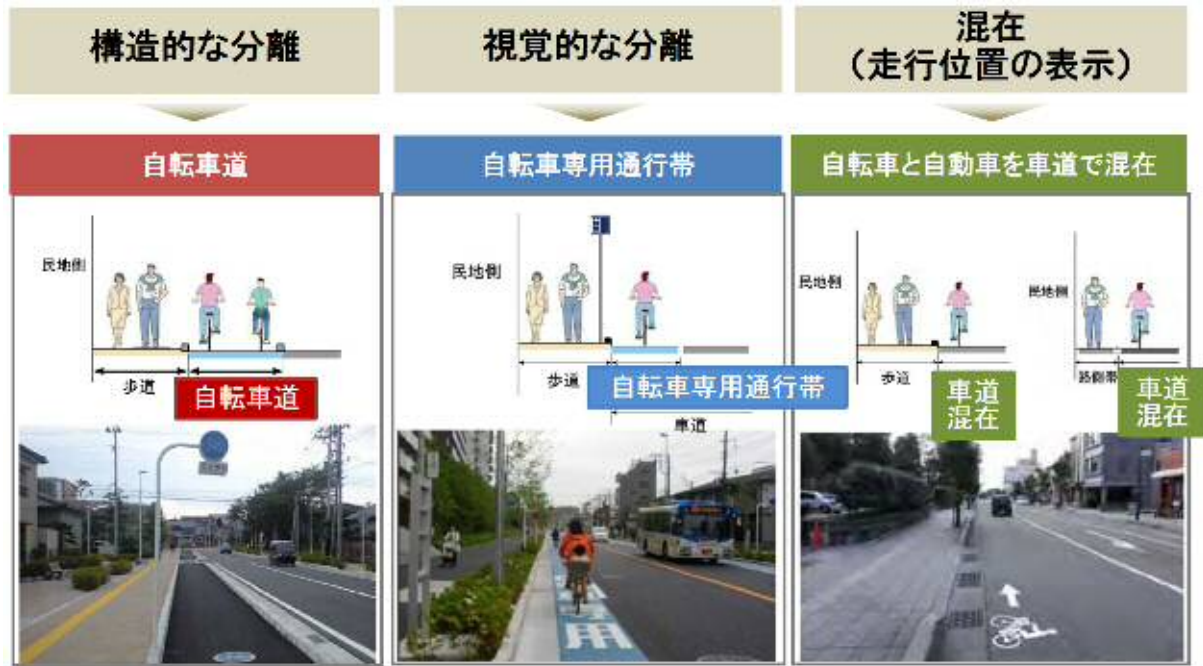 構造的な分離
視覚的な分離
混在
（走行位置の表示）
自転車道
自転車専用通行帯
自転車と自動車を車道で混在
民地側
歩道
自転車道
民地側
歩道
自転車専用通行帯
車道
民地側
歩道
車道
混在
民地側
路側帯
車道
混在
用